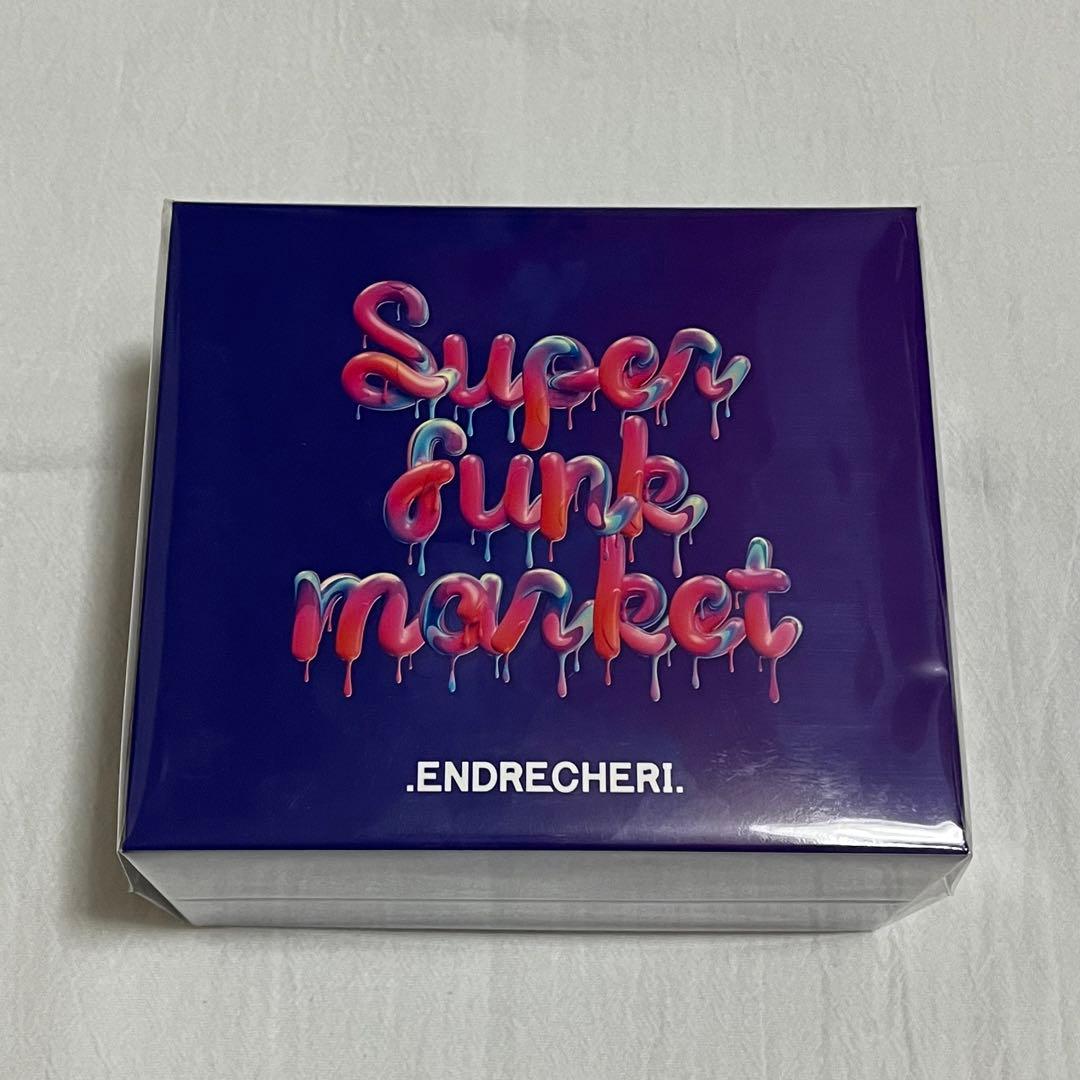 Super
funk
market
.ENDRECHERI.